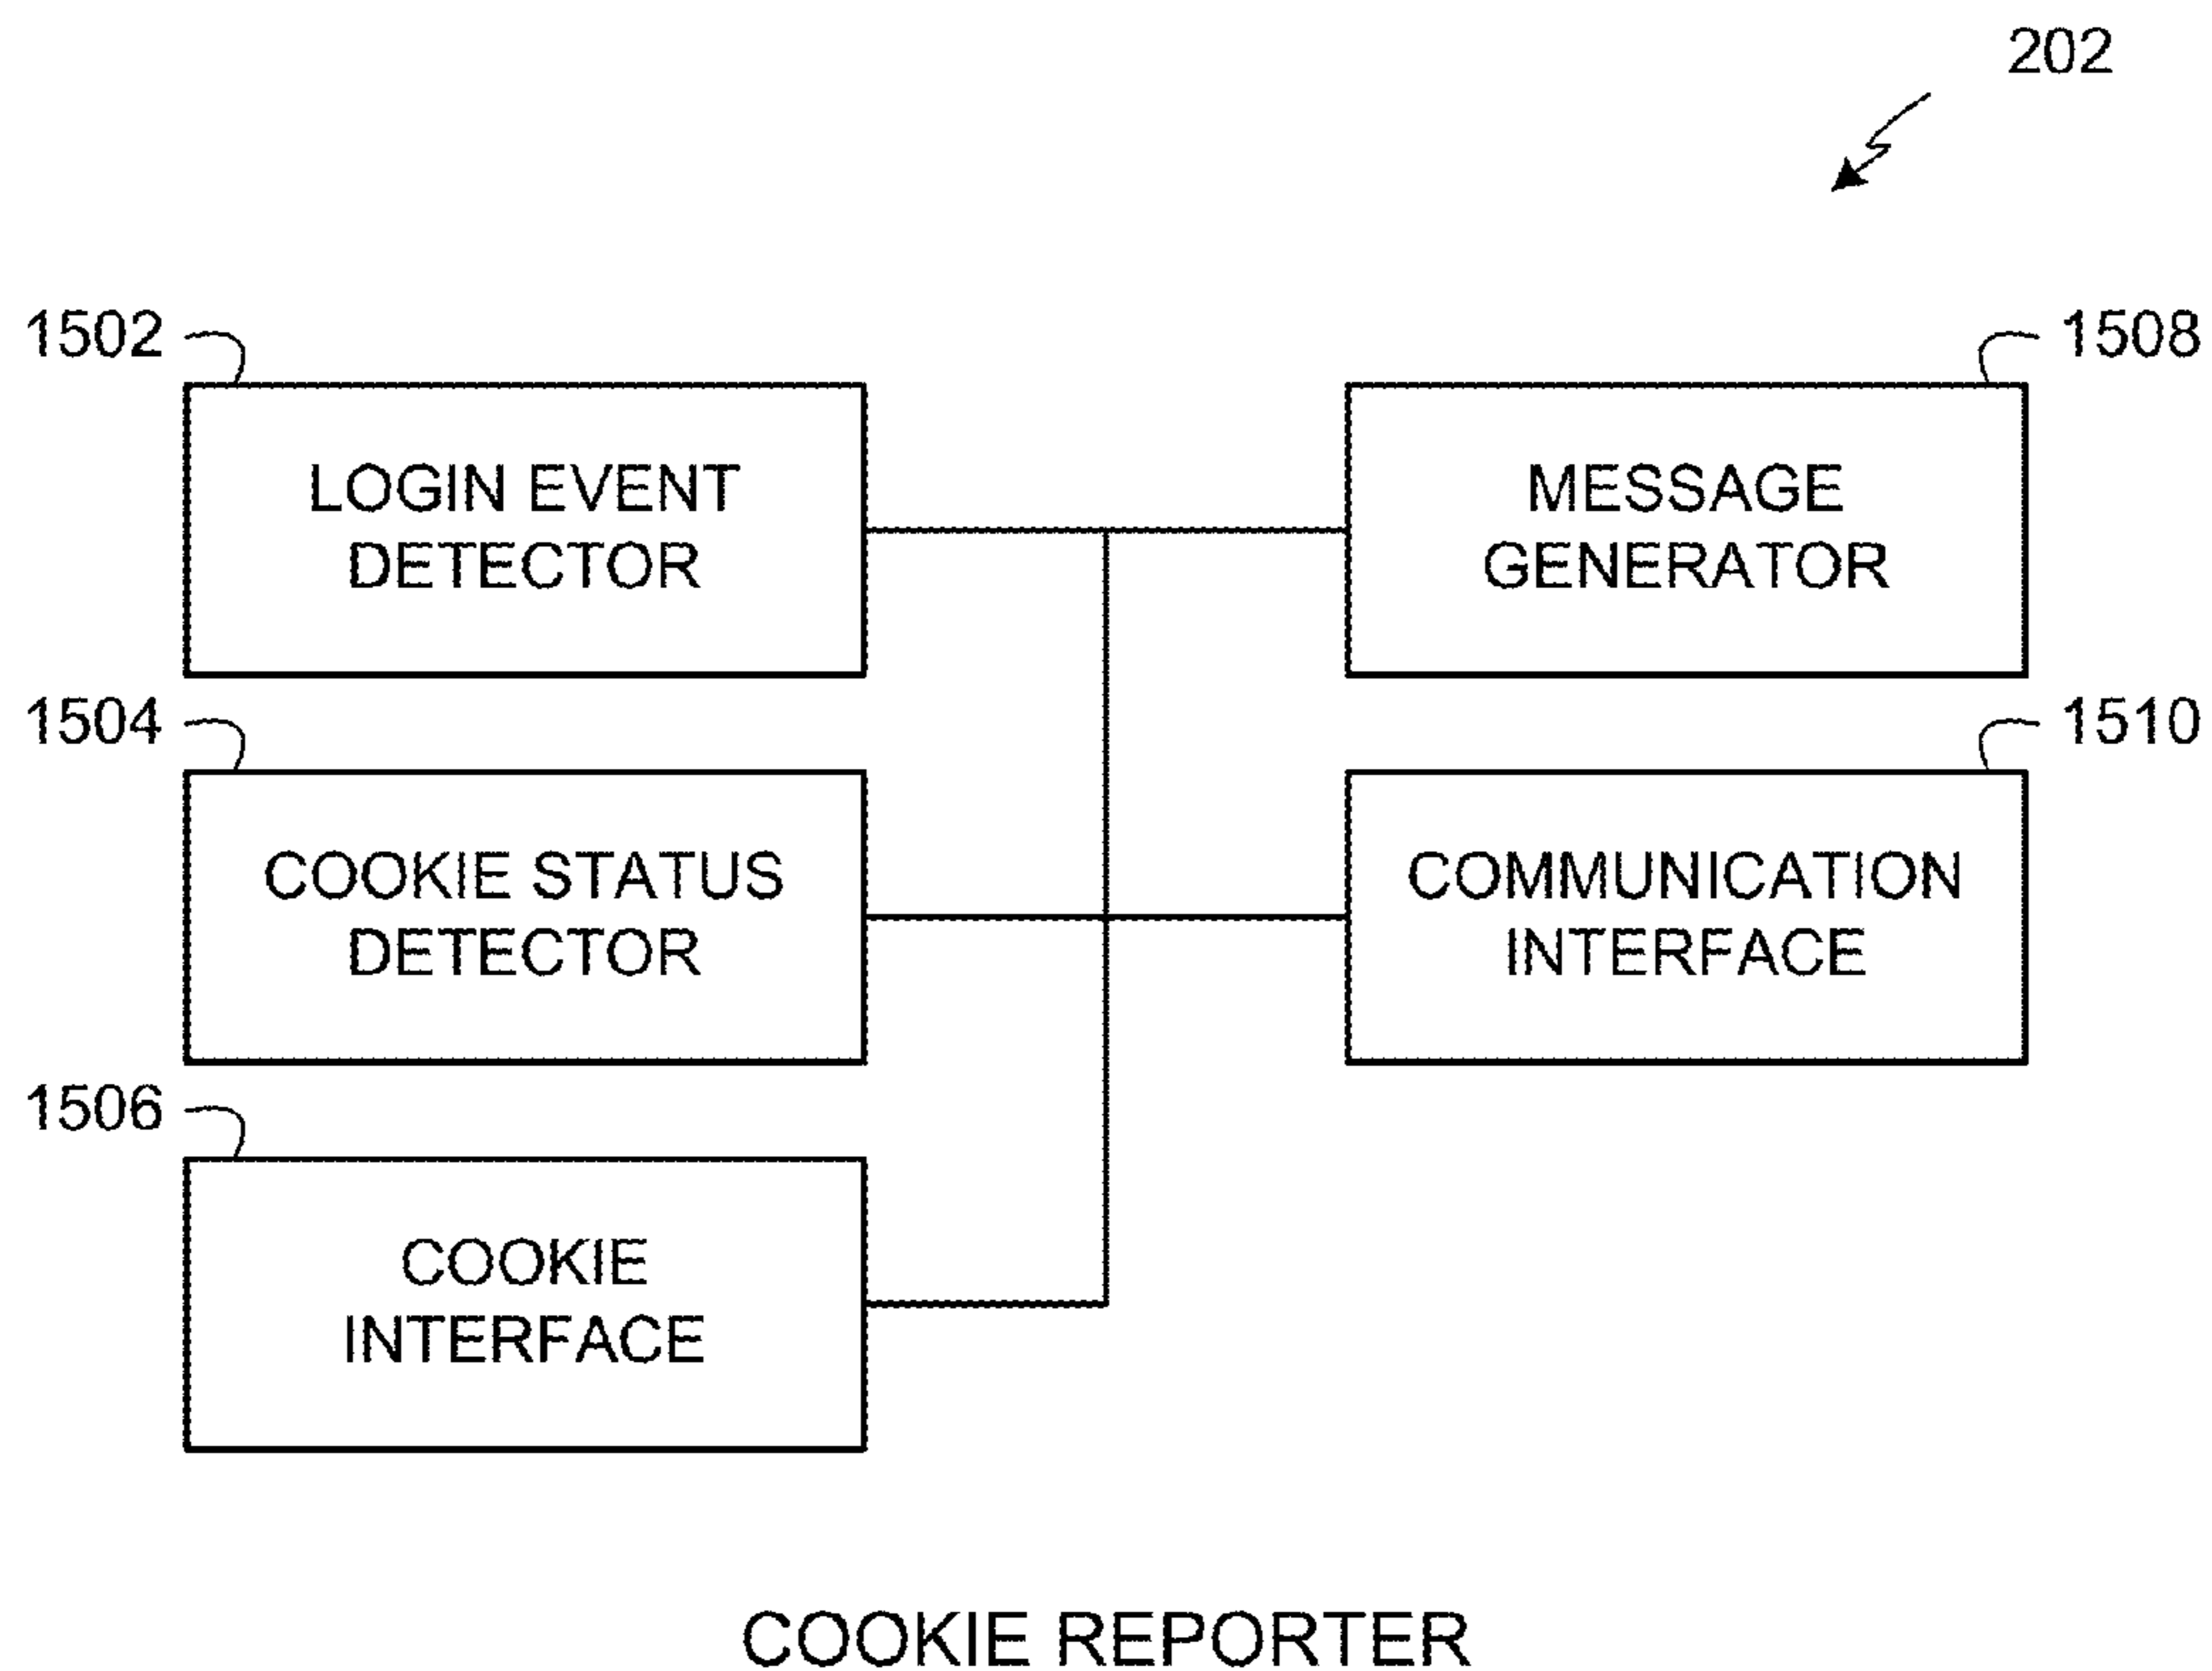 202
1502
LOGIN EVENT
DETECTOR
1508
MESSAGE
GENERATOR
1504
COOKIE STATUS
DETECTOR
1510
COMMUNICATION
INTERFACE
1506
COOKIE
INTERFACE
COOKIE REPORTER